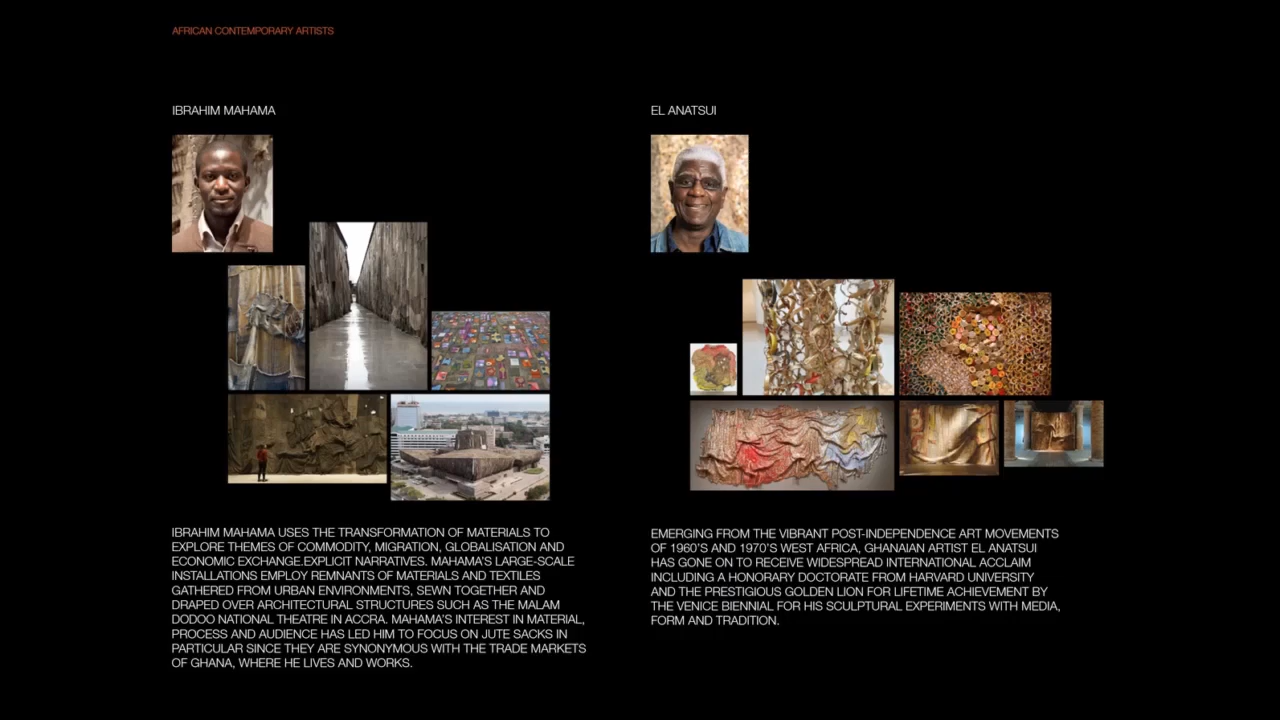 AFRICAN CONTEMPORARY ARTISTS
IBRAHIM MAHAMA
IBRAHIM MAHAMA USES THE TRANSFORMATION OF MATERIALS TO
EXPLORE THEMES OF COMMODITY, MIGRATION, GLOBALISATION AND
ECONOMIC EXCHANGE.EXPLICIT NARRATIVES. MAHAMA'S LARGE-SCALE
INSTALLATIONS EMPLOY REMNANTS OF MATERIALS AND TEXTILES
GATHERED FROM URBAN ENVIRONMENTS, SEWN TOGETHER AND
DRAPED OVER ARCHITECTURAL STRUCTURES SUCH AS THE MALAM
DODOO NATIONAL THEATRE IN ACCRA. MAHAMA'S INTEREST IN MATERIAL,
PROCESS AND AUDIENCE HAS LED HIM TO FOCUS ON JUTE SACKS IN
PARTICULAR SINCE THEY ARE SYNONYMOUS WITH THE TRADE MARKETS
OF GHANA, WHERE HE LIVES AND WORKS.
EL ANATSUI
EMERGING FROM THE VIBRANT POST-INDEPENDENCE ART MOVEMENTS
OF 1960'S AND 1970'S WEST AFRICA, GHANAIAN ARTIST EL ANATSUI
HAS GONE ON TO RECEIVE WIDESPREAD INTERNATIONAL ACCLAIM
INCLUDING A HONORARY DOCTORATE FROM HARVARD UNIVERSITY
AND THE PRESTIGIOUS GOLDEN LION FOR LIFETIME ACHIEVEMENT BY
THE VENICE BIENNIAL FOR HIS SCULPTURAL EXPERIMENTS WITH MEDIA,
FORM AND TRADITION.